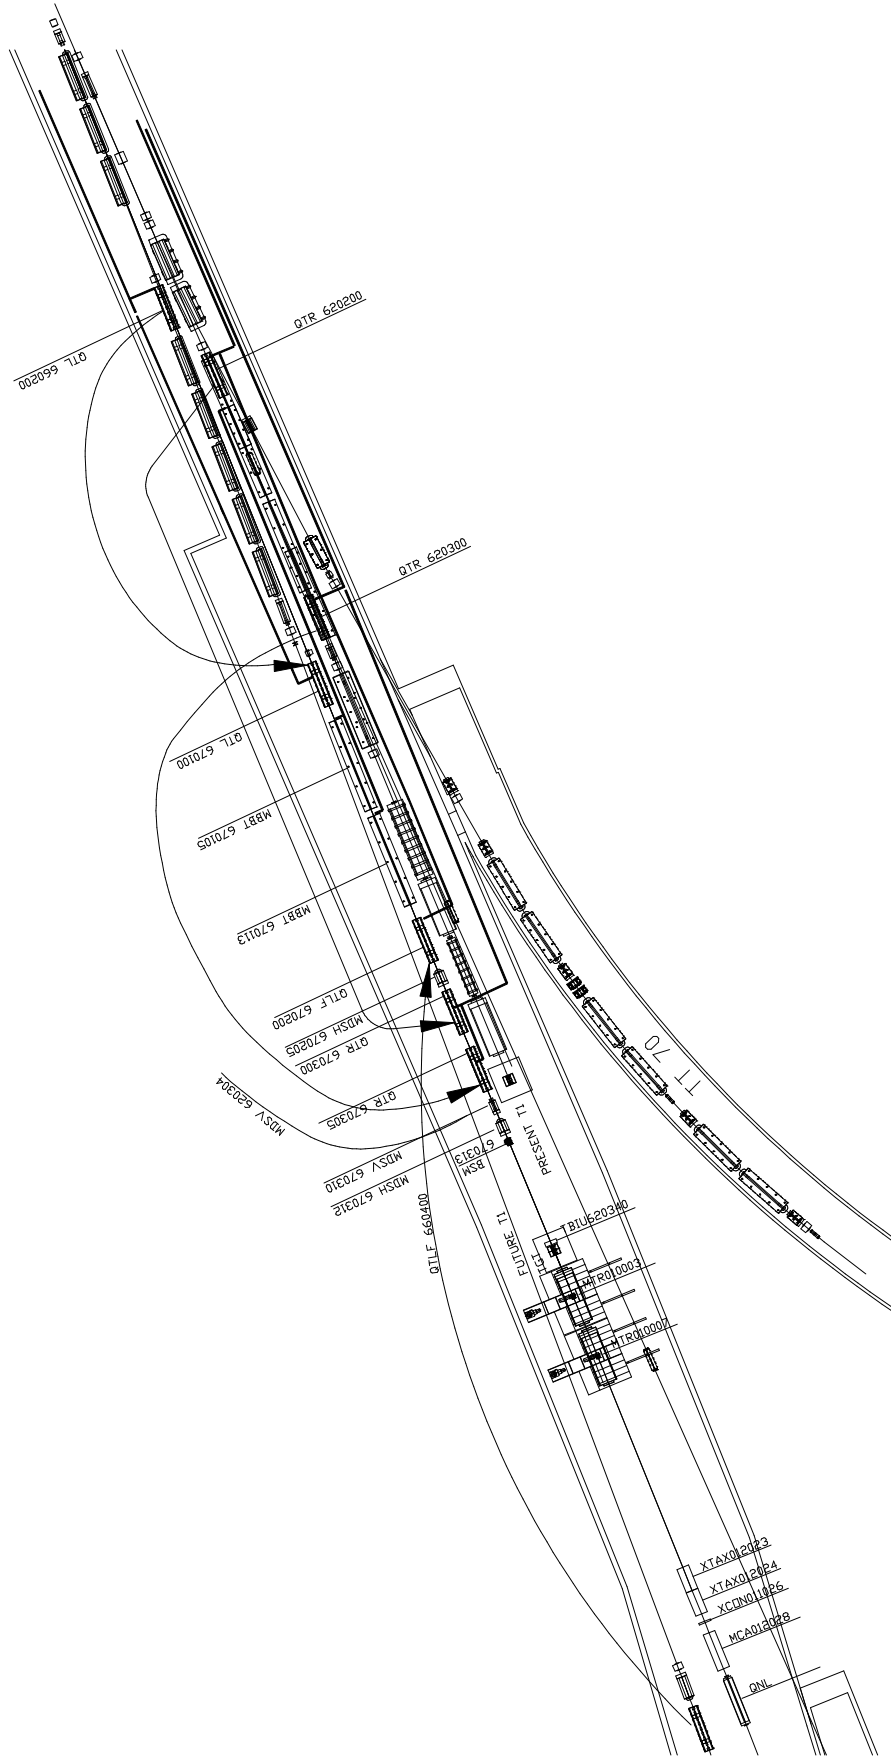 QTR 620200
QTL 660200
QTR 620300
QTL 670100
MBBT 670105
MBBT 670113
QTLF 670200
MDSH 670205
QTR 670300
TT 70
MDSV 620304
QTR 670305
PRESENT T1
MDSV 670310
MDSH 670312
BSM 670313
QTLF 660400
FUTURE T1
TBIU620340
TGT
MTR010003
MTR010007
XTAX012023
XTAX012024
XCON011026
MCA012028
QNL